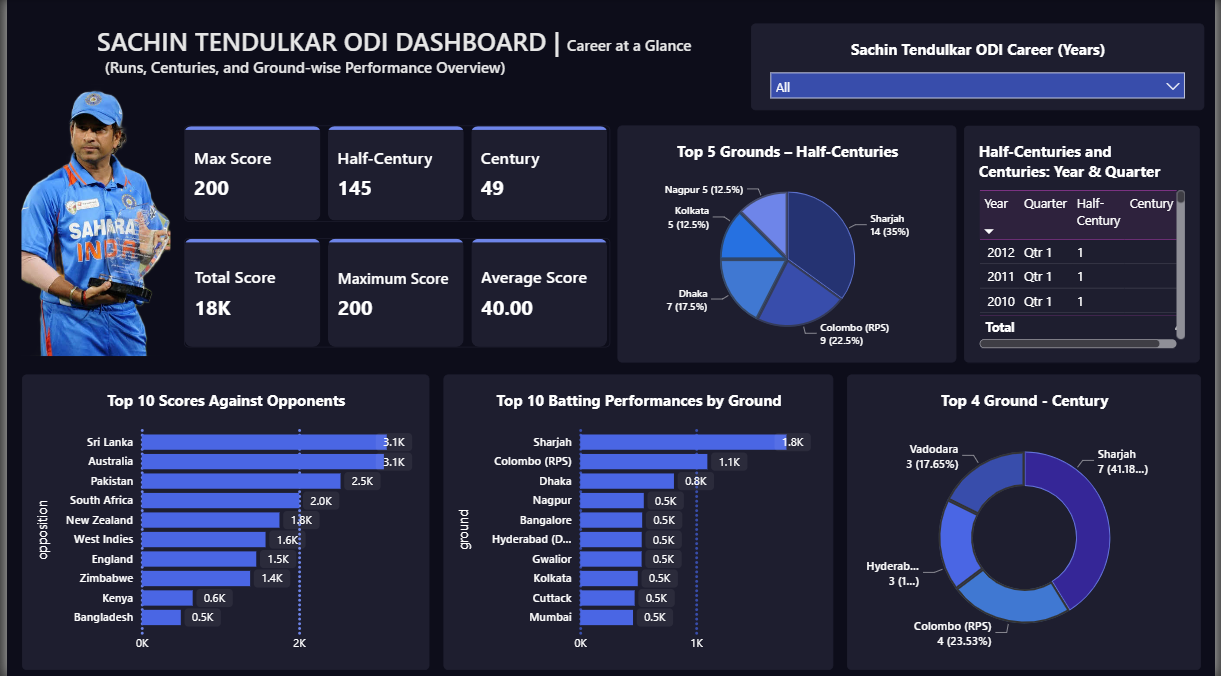 SACHIN TENDULKAR ODI DASHBOARD | Career at a Glance
(Runs, Centuries, and Ground-wise Performance Overview)
Sachin Tendulkar ODI Career (Years)
All
SAHARA
INDIA
Max Score
200
Half-Century
145
Century
49
Total Score
18K
Maximum Score
200
Average Score
40.00
Top 5 Grounds – Half-Centuries
Nagpur 5 (12.5%)
Kolkata
5 (12.5%)
Sharjah
14 (35%)
Dhaka
7 (17.5%)
Colombo (RPS)
9 (22.5%)
Half-Centuries and
Centuries: Year & Quarter
Year Quarter Half- Century
Century
2012 Qtr 1 1
2011 Qtr 1 1
2010 Qtr 1 1
Total
Top 10 Scores Against Opponents
opposition
Sri Lanka 3.1K
Australia 3.1K
Pakistan 2.5K
South Africa 2.0K
New Zealand 1.8K
West Indies 1.6K
England 1.5K
Zimbabwe 1.4K
Kenya 0.6K
Bangladesh 0.5K
0K 2K
Top 10 Batting Performances by Ground
ground
Sharjah 1.8K
Colombo (RPS) 1.1K
Dhaka 0.8K
Nagpur 0.5K
Bangalore 0.5K
Hyderabad (D... 0.5K
Gwalior 0.5K
Kolkata 0.5K
Cuttack 0.5K
Mumbai 0.5K
0K 1K
Top 4 Ground - Century
Vadodara
3 (17.65%)
Sharjah
7 (41.18...)
Hyderab...
3 (1...)
Colombo (RPS)
4 (23.53%)